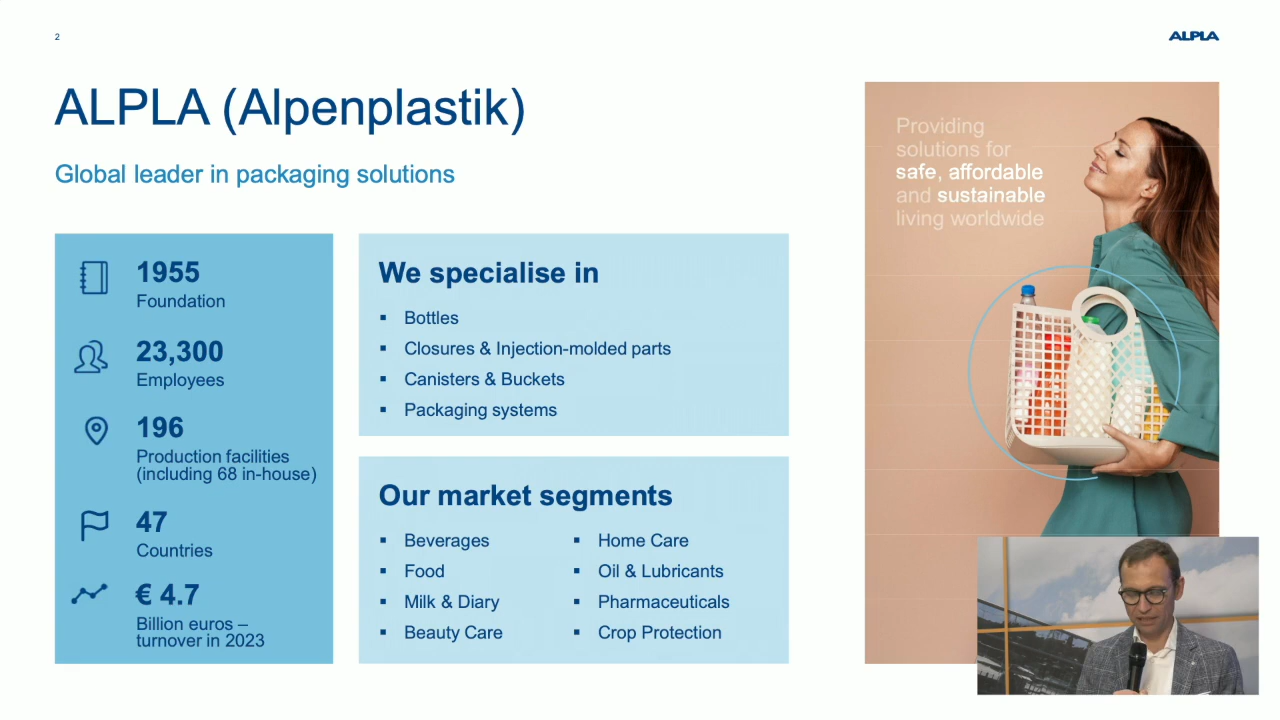 2
ALPLA
ALPLA (Alpenplastik)
Global leader in packaging solutions
1955
Foundation
23,300
Employees
196
Production facilities
(including 68 in-house)
47
Countries
€ 4.7
Billion euros –
turnover in 2023
We specialise in
▪ Bottles
▪ Closures & Injection-molded parts
▪ Canisters & Buckets
▪ Packaging systems
Our market segments
▪ Beverages
▪ Food
▪ Milk & Diary
▪ Beauty Care
▪ Home Care
▪ Oil & Lubricants
▪ Pharmaceuticals
▪ Crop Protection
Providing
solutions for
safe, affordable
and sustainable
living worldwide